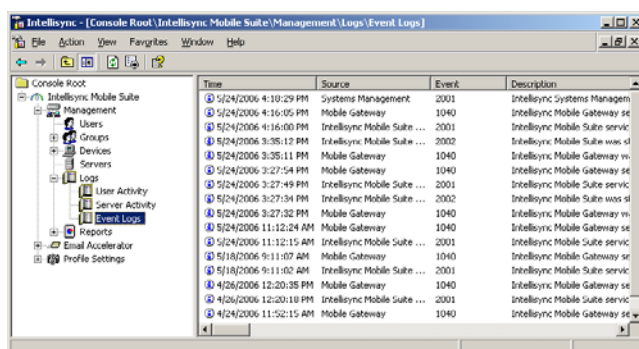 Intellisync - [Console Root\Intellisync Mobile Suite\Management\Logs\Event Logs]
File Action View Favorites Window Help
Console Root
Intellisync Mobile Suite
Management
Users
Groups
Devices
Servers
Logs
User Activity
Server Activity
Event Logs
Reports
Email Accelerator
Profile Settings
Time Source Event Description
5/24/2006 4:18:29 PM Systems Management 2001 Intellisync Systems Managem
5/24/2006 4:16:05 PM Mobile Gateway 1040 Intellisync Mobile Gateway se
5/24/2006 4:16:00 PM Intellisync Mobile Suite ... 2001 Intellisync Mobile Suite servic
5/24/2006 3:35:12 PM Intellisync Mobile Suite ... 2002 Intellisync Mobile Suite was sl
5/24/2006 3:35:11 PM Mobile Gateway 1040 Intellisync Mobile Gateway w
5/24/2006 3:27:54 PM Mobile Gateway 1040 Intellisync Mobile Gateway se
5/24/2006 3:27:49 PM Intellisync Mobile Suite ... 2001 Intellisync Mobile Suite servic
5/24/2006 3:27:34 PM Intellisync Mobile Suite ... 2002 Intellisync Mobile Suite was sl
5/24/2006 3:27:32 PM Mobile Gateway 1040 Intellisync Mobile Gateway w
5/24/2006 11:12:24 AM Mobile Gateway 1040 Intellisync Mobile Gateway se
5/24/2006 11:12:15 AM Intellisync Mobile Suite ... 2001 Intellisync Mobile Suite servic
5/18/2006 9:11:07 AM Mobile Gateway 1040 Intellisync Mobile Gateway se
5/18/2006 9:11:02 AM Intellisync Mobile Suite ... 2001 Intellisync Mobile Suite servic
4/26/2006 12:20:35 PM Mobile Gateway 1040 Intellisync Mobile Gateway se
4/26/2006 12:20:18 PM Intellisync Mobile Suite ... 2001 Intellisync Mobile Suite servic
4/24/2006 11:52:15 AM Mobile Gateway 1040 Intellisync Mobile Gateway se